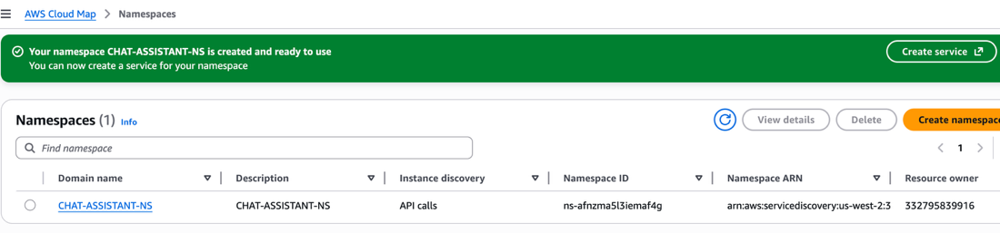 AWS Cloud Map > Namespaces
Your namespace CHAT-ASSISTANT-NS is created and ready to use
You can now create a service for your namespace
Create service
Namespaces (1) Info
View details
Delete
Create namespace
Find namespace
1
Domain name Description Instance discovery Namespace ID Namespace ARN Resource owner
CHAT-ASSISTANT-NS CHAT-ASSISTANT-NS API calls ns-afnzma5l3iemaf4g arn:aws:servicediscovery:us-west-2:3 332795839916